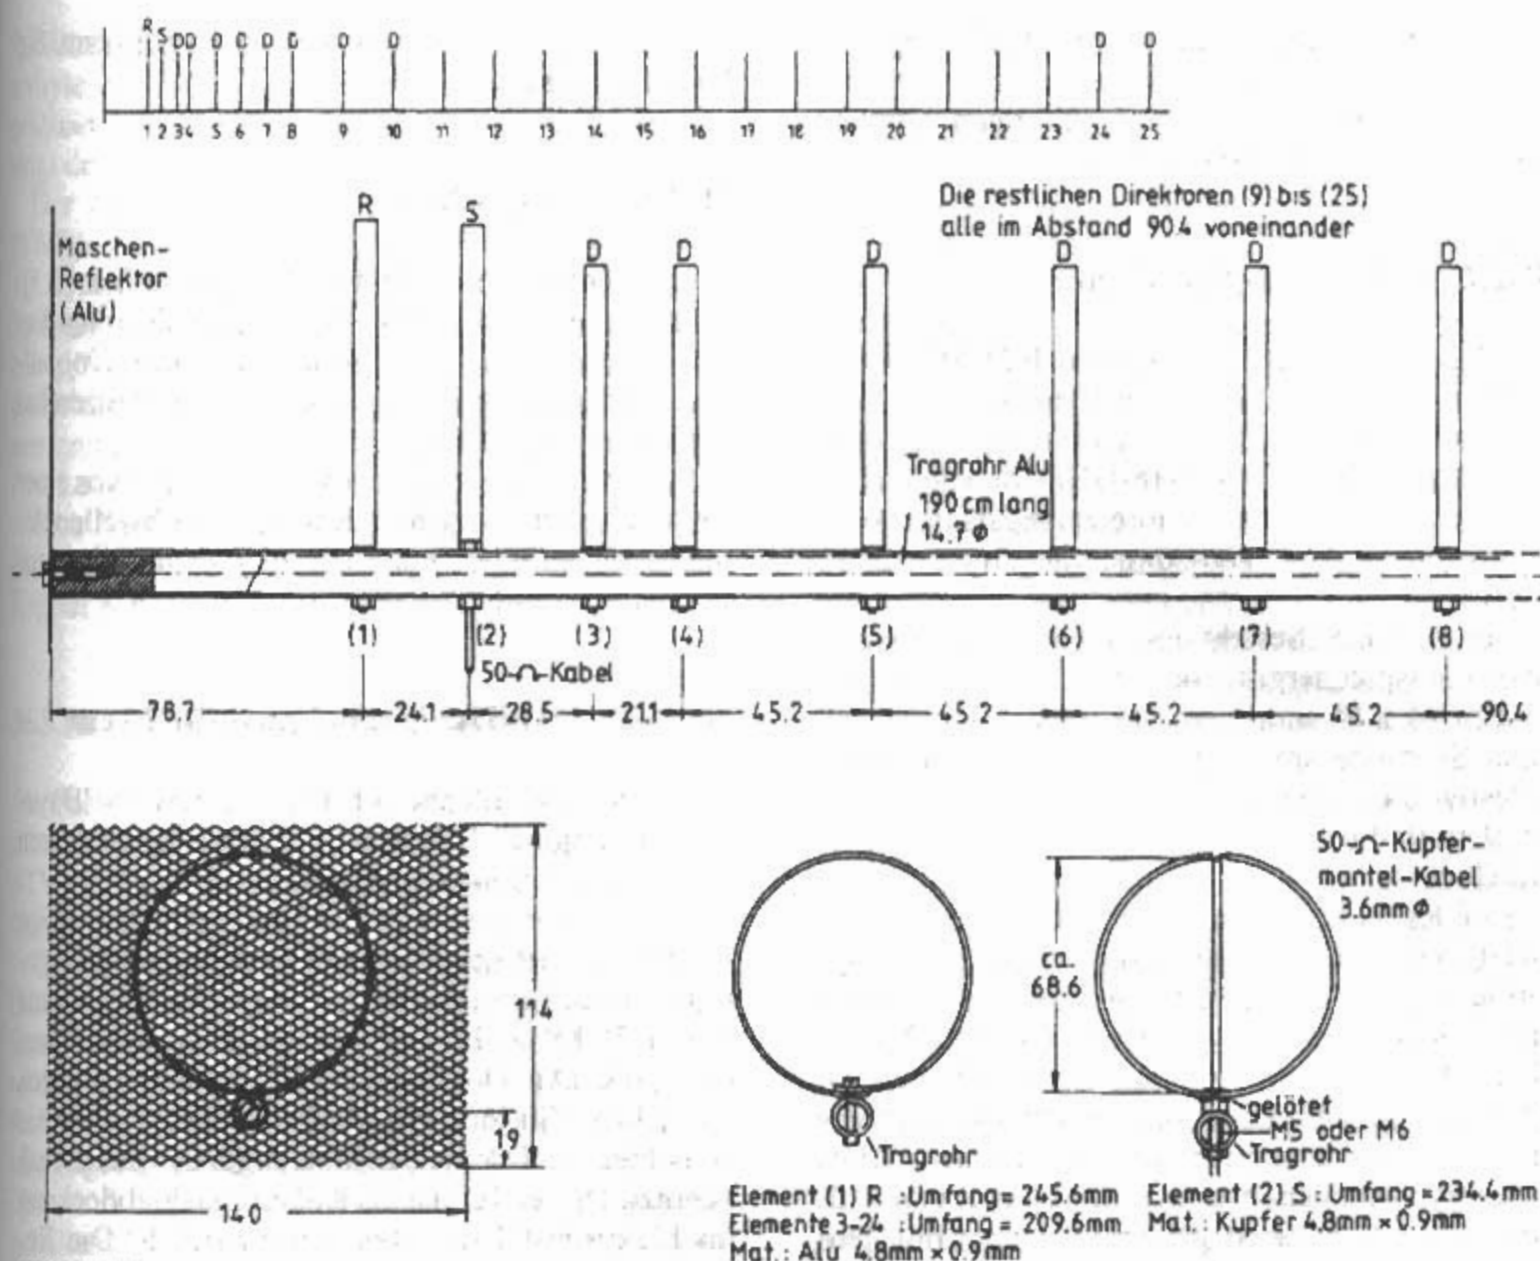 R S D D D D D D D D D D
1 2 3 4 5 6 7 8 9 10 11 12 13 14 15 16 17 18 19 20 21 22 23 24 25
Die restlichen Direktoren (9) bis (25)
alle im Abstand 90.4 voneinander
R S D D D D D D
Maschen-
Reflektor
(Alu)
Tragrohr Alu
190 cm lang
14.7 ⌀
(1) (2) (3) (4) (5) (6) (7) (8)
50-Ω-Kabel
78.7 24.1 28.5 21.1 45.2 45.2 45.2 45.2 90.4
50-Ω-Kupfer-
mantel-Kabel
3.6mm ⌀
ca.
68.6
114
19
140
gelötet
M5 oder M6
Tragrohr
Tragrohr
Element (1) R : Umfang = 245.6mm
Elemente 3-24 : Umfang = 209.6mm
Mat.: Alu 4.8mm × 0.9mm
Element (2) S : Umfang = 234.4mm
Mat.: Kupfer 4.8mm × 0.9mm